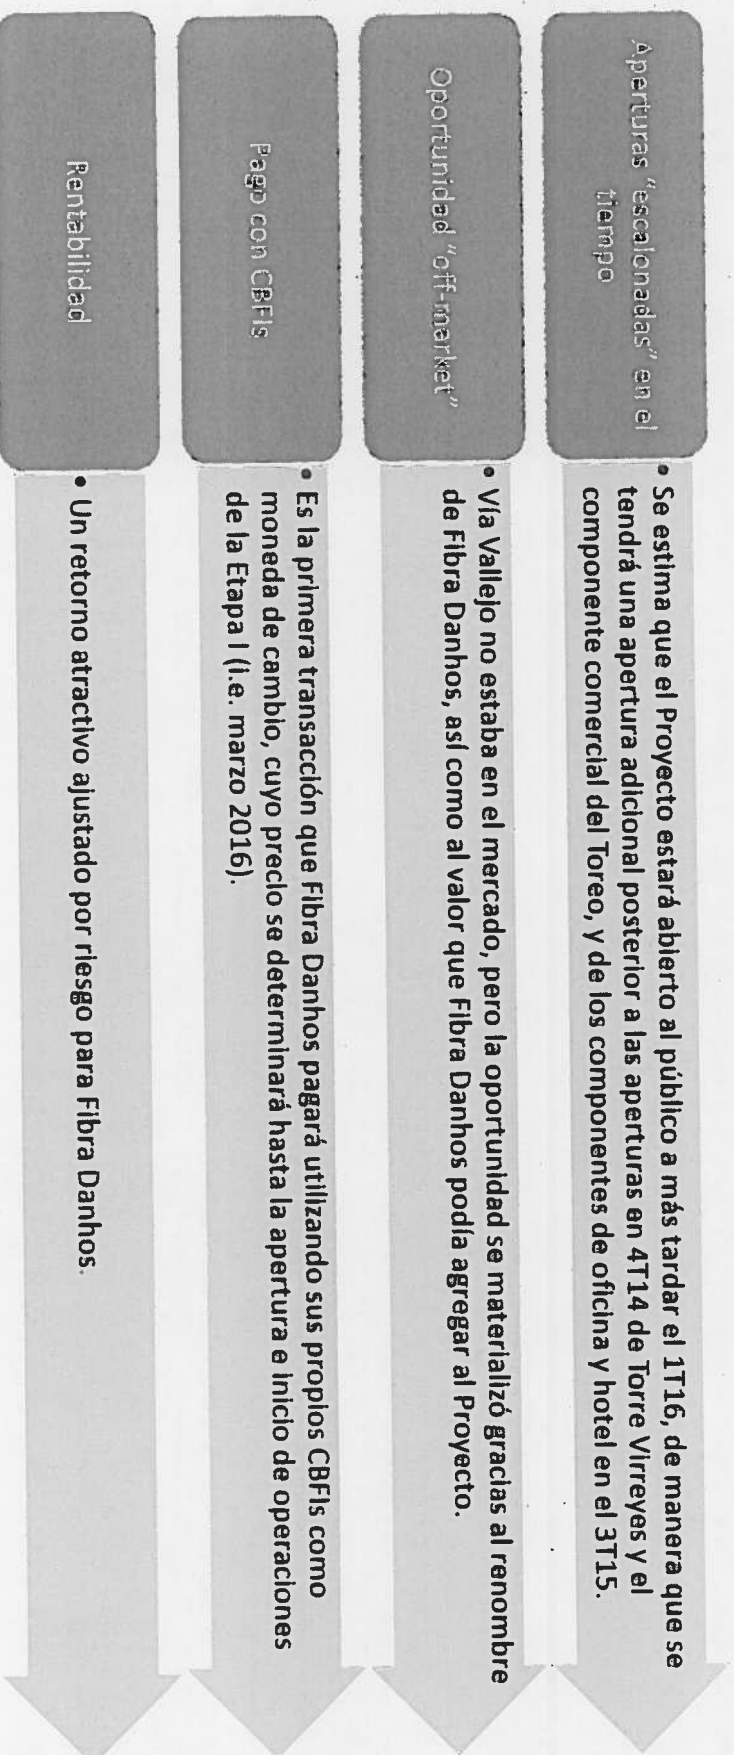 Aperturas "escalonadas" en el
tiempo
• Se estima que el Proyecto estará abierto al público a más tardar el 1T16, de manera que se
tendrá una apertura adicional posterior a las aperturas en 4T14 de Torre Virreyes y el
componente comercial del Toreo, y de los componentes de oficina y hotel en el 3T15.
Oportunidad "off-market"
• Vía Vallejo no estaba en el mercado, pero la oportunidad se materializó gracias al renombre
de Fibra Danhos, así como al valor que Fibra Danhos podía agregar al Proyecto.
Pago con CBFIs
• Es la primera transacción que Fibra Danhos pagará utilizando sus propios CBFIs como
moneda de cambio, cuyo precio se determinará hasta la apertura e inicio de operaciones
de la Etapa I (i.e. marzo 2016).
Rentabilidad
• Un retorno atractivo ajustado por riesgo para Fibra Danhos.